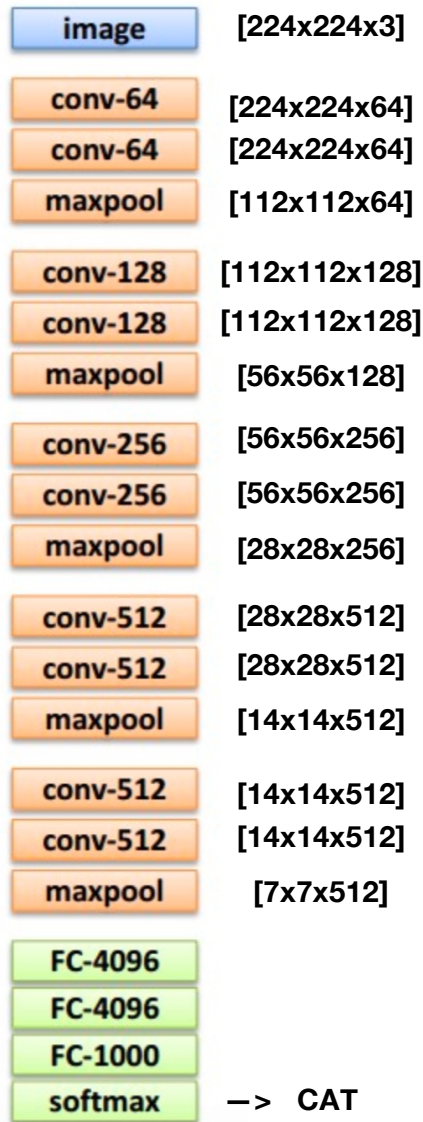 image [224x224x3]
conv-64 [224x224x64]
conv-64 [224x224x64]
maxpool [112x112x64]
conv-128 [112x112x128]
conv-128 [112x112x128]
maxpool [56x56x128]
conv-256 [56x56x256]
conv-256 [56x56x256]
maxpool [28x28x256]
conv-512 [28x28x512]
conv-512 [28x28x512]
maxpool [14x14x512]
conv-512 [14x14x512]
conv-512 [14x14x512]
maxpool [7x7x512]
FC-4096
FC-4096
FC-1000
softmax —> CAT